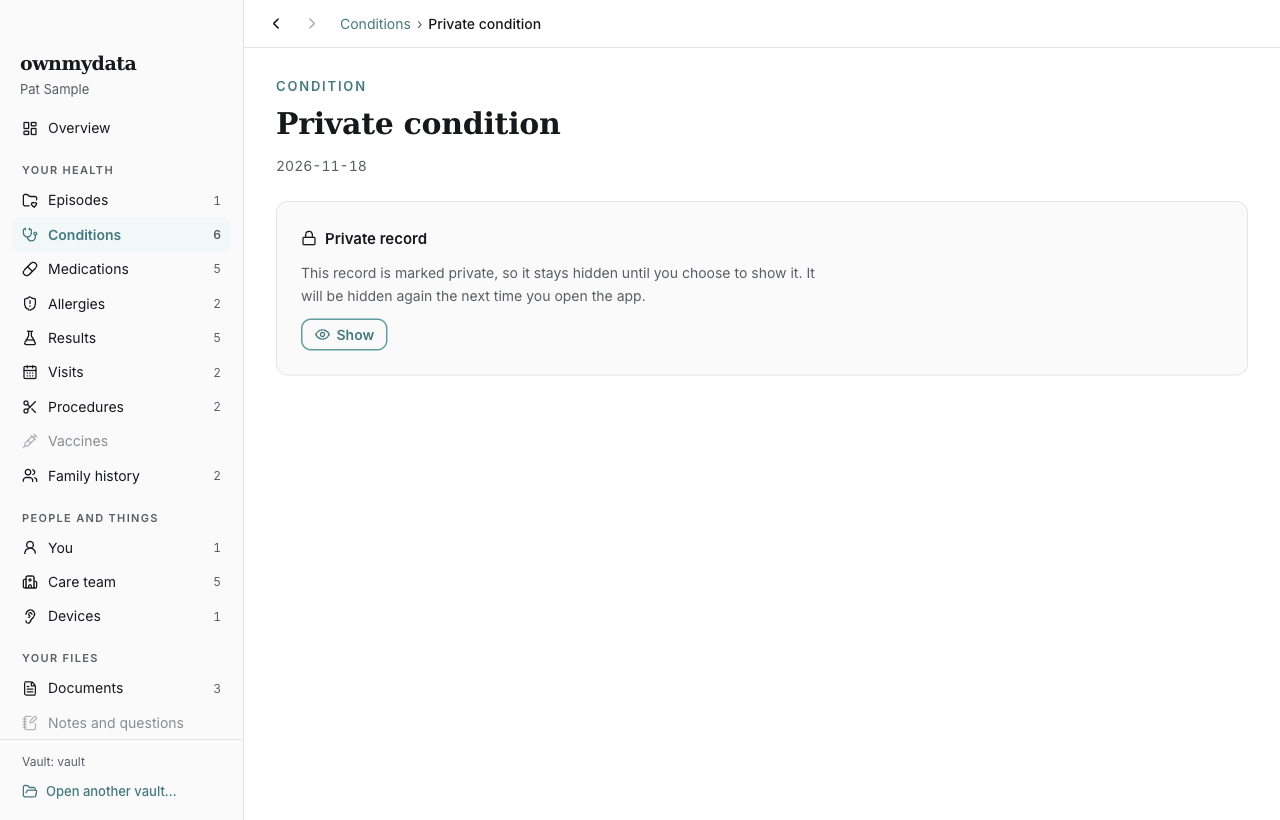 ownmydata
Pat Sample
Overview
YOUR HEALTH
Episodes 1
Conditions 6
Medications 5
Allergies 2
Results 5
Visits 2
Procedures 2
Vaccines
Family history 2
PEOPLE AND THINGS
You 1
Care team 5
Devices 1
YOUR FILES
Documents 3
Notes and questions
Vault: vault
Open another vault...
Conditions › Private condition
CONDITION
Private condition
2026-11-18
Private record
This record is marked private, so it stays hidden until you choose to show it. It
will be hidden again the next time you open the app.
Show